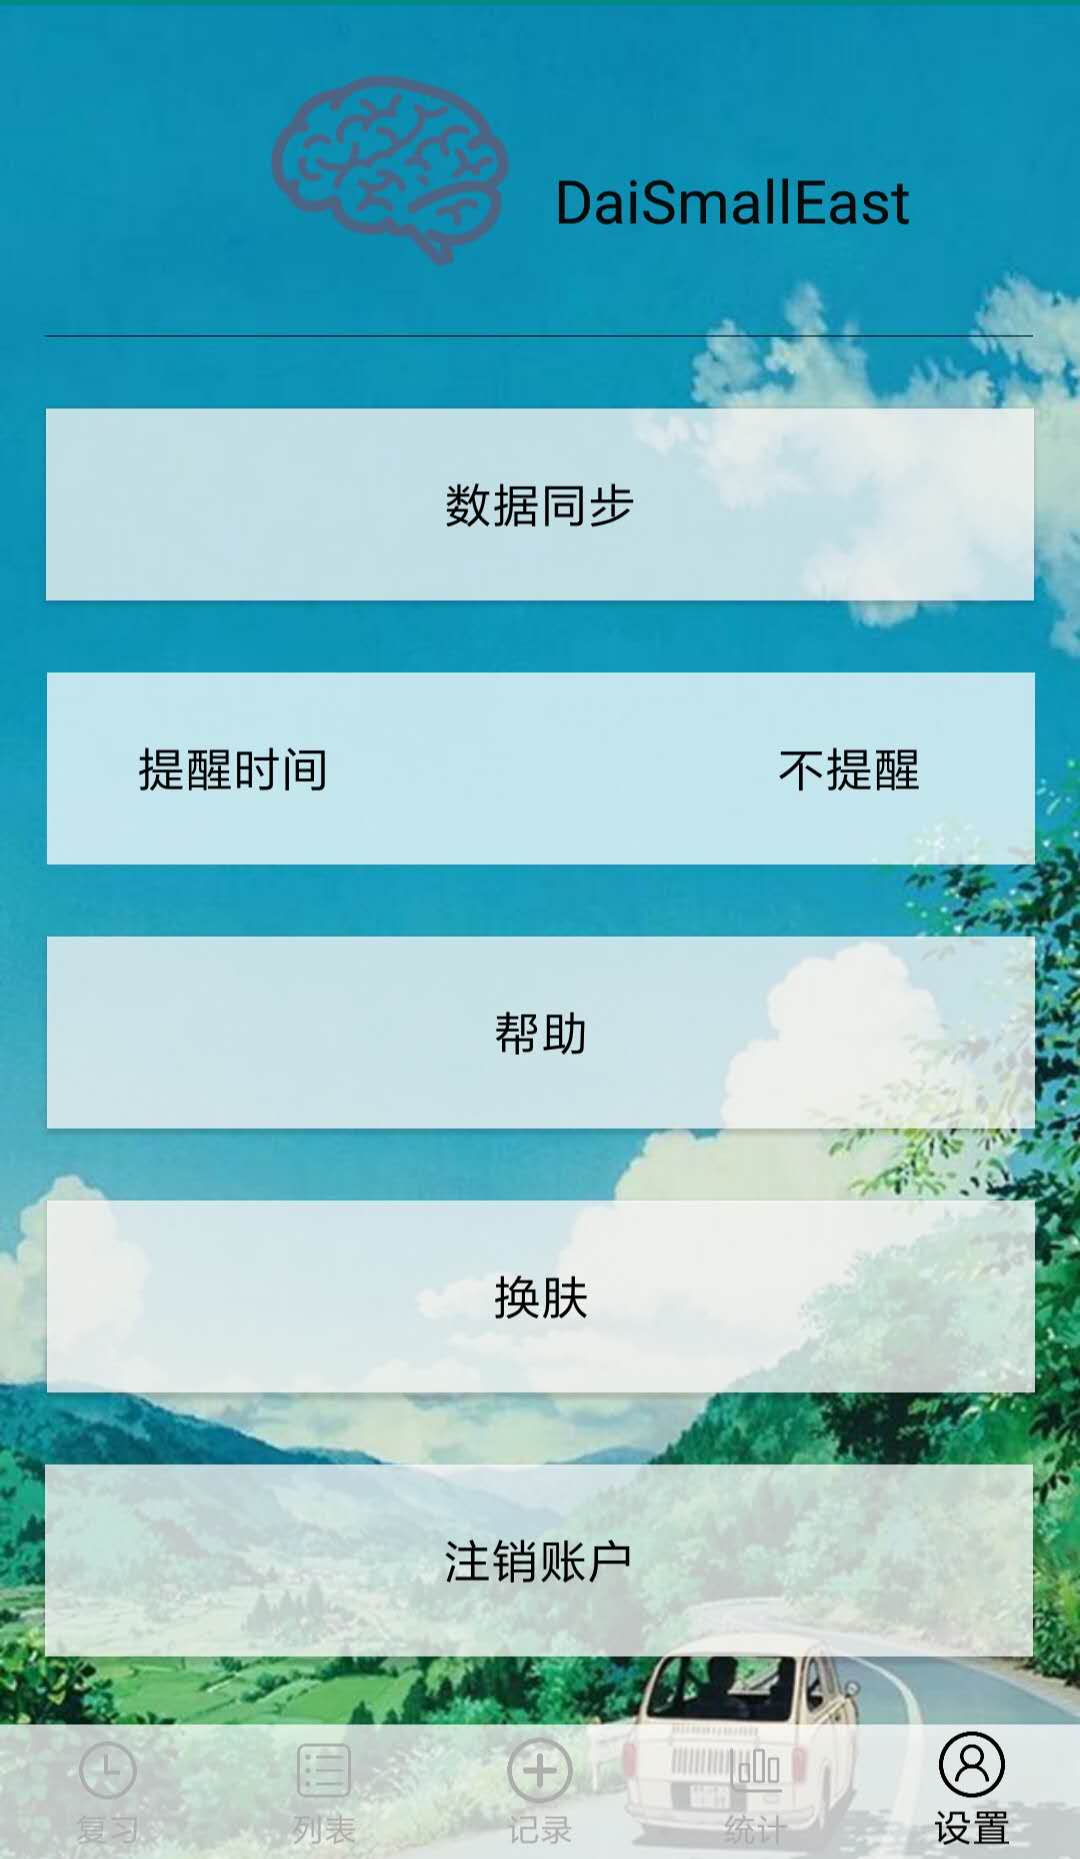 DaiSmallEast
数据同步
提醒时间 不提醒
帮助
换肤
注销账户
复习 列表 记录 统计 设置